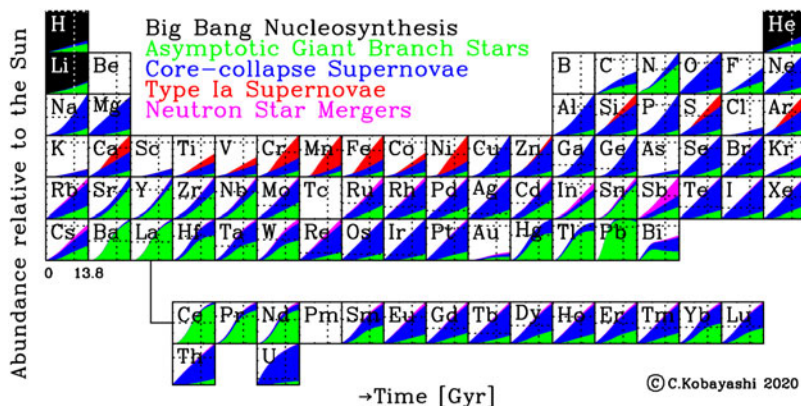 Big Bang Nucleosynthesis
Asymptotic Giant Branch Stars
Core-collapse Supernovae
Type Ia Supernovae
Neutron Star Mergers
Abundance relative to the Sun
H He
Li Be B C N O F Ne
Na Mg Al Si P S Cl Ar
K Ca Sc Ti V Cr Mn Fe Co Ni Cu Zn Ga Ge As Se Br Kr
Rb Sr Y Zr Nb Mo Tc Ru Rh Pd Ag Cd In Sn Sb Te I Xe
Cs Ba La Hf Ta W Re Os Ir Pt Au Hg Tl Pb Bi
0 13.8
Ce Pr Nd Pm Sm Eu Gd Tb Dy Ho Er Tm Yb Lu
Th U
→Time [Gyr]
©C.Kobayashi 2020